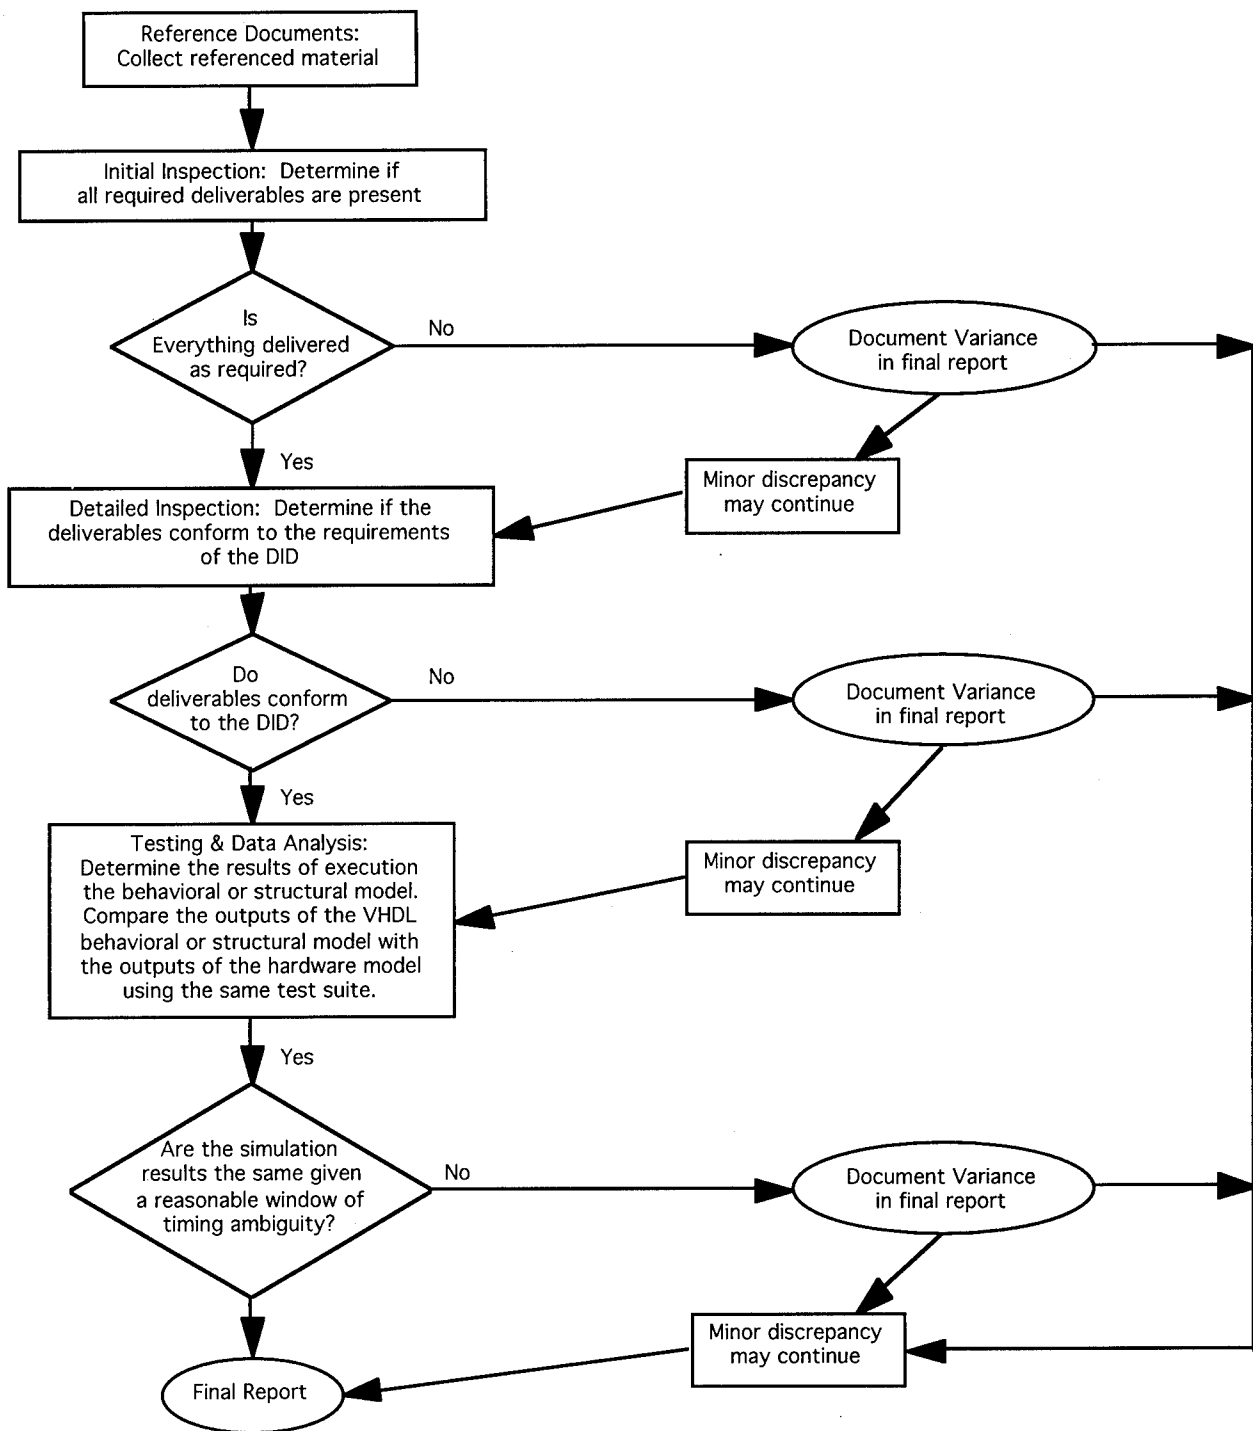 Reference Documents:
Collect referenced material
Initial Inspection: Determine if
all required deliverables are present
Is
Everything delivered
as required?
No
Document Variance
in final report
Yes
Minor discrepancy
may continue
Detailed Inspection: Determine if the
deliverables conform to the requirements
of the DID
Do
deliverables conform
to the DID?
No
Document Variance
in final report
Yes
Minor discrepancy
may continue
Testing & Data Analysis:
Determine the results of execution
the behavioral or structural model.
Compare the outputs of the VHDL
behavioral or structural model with
the outputs of the hardware model
using the same test suite.
Yes
Are the simulation
results the same given
a reasonable window of
timing ambiguity?
No
Document Variance
in final report
Minor discrepancy
may continue
Final Report